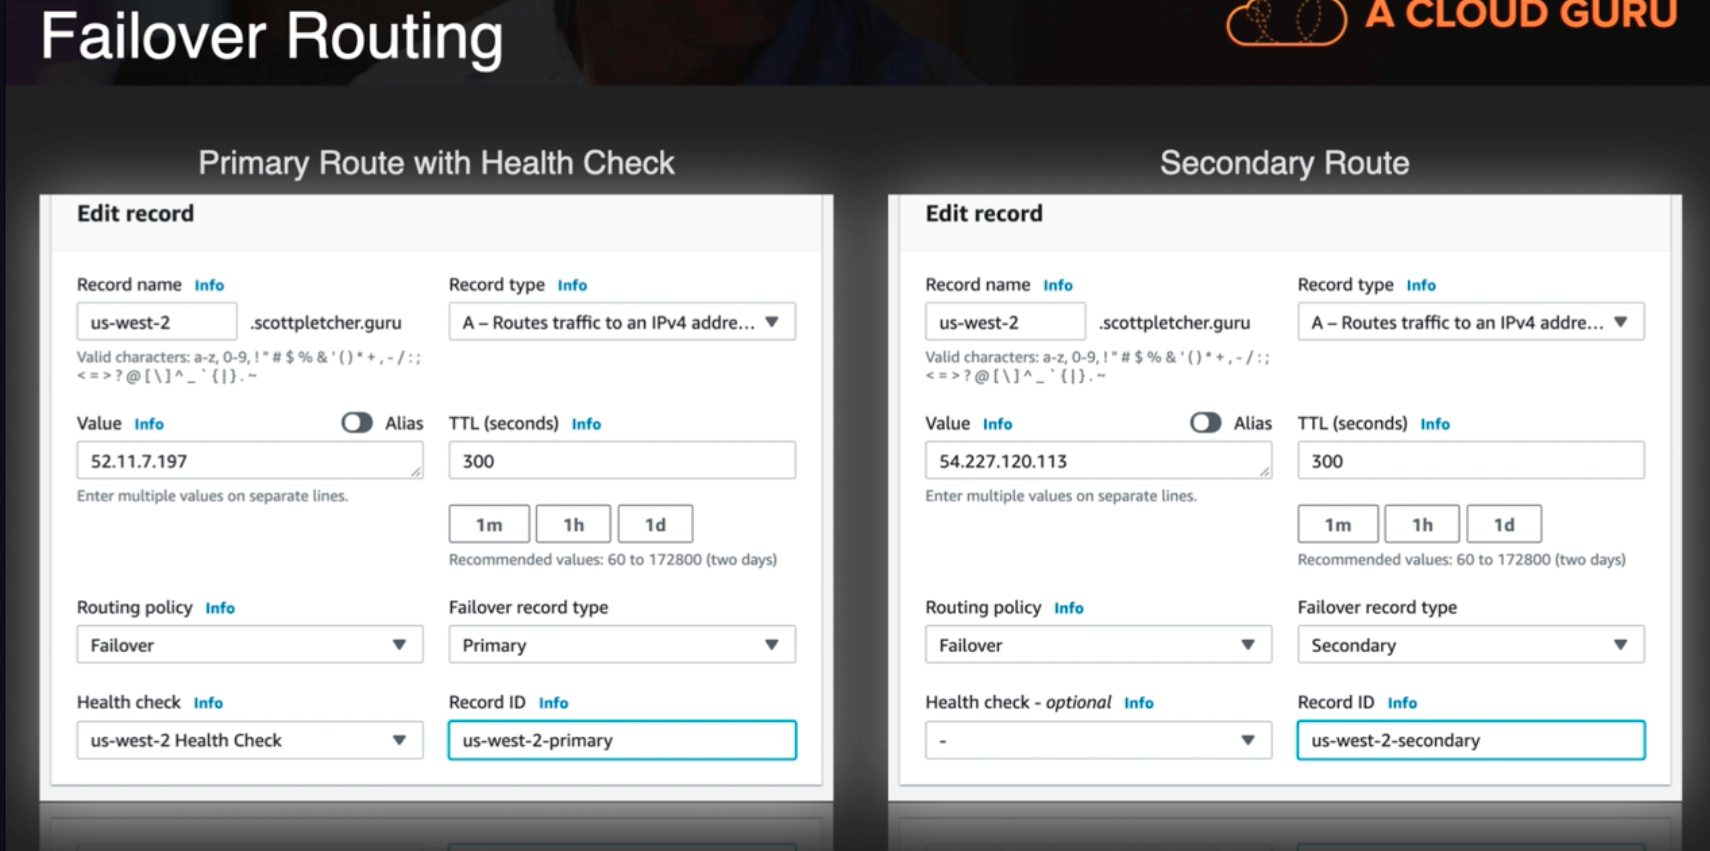 Failover Routing
A CLOUD GURU
Primary Route with Health Check
Edit record
Record name Info
us-west-2 .scottpletcher.guru
Valid characters: a-z, 0-9, ! " # $ % & ' ( ) * + , - / : ;
< = > ? @ [ \ ] ^ _ ` { | } . ~
Record type Info
A – Routes traffic to an IPv4 addre...
Value Info
Alias
52.11.7.197
Enter multiple values on separate lines.
TTL (seconds) Info
300
1m 1h 1d
Recommended values: 60 to 172800 (two days)
Routing policy Info
Failover
Failover record type
Primary
Health check Info
us-west-2 Health Check
Record ID Info
us-west-2-primary
Secondary Route
Edit record
Record name Info
us-west-2 .scottpletcher.guru
Valid characters: a-z, 0-9, ! " # $ % & ' ( ) * + , - / : ;
< = > ? @ [ \ ] ^ _ ` { | } . ~
Record type Info
A – Routes traffic to an IPv4 addre...
Value Info
Alias
54.227.120.113
Enter multiple values on separate lines.
TTL (seconds) Info
300
1m 1h 1d
Recommended values: 60 to 172800 (two days)
Routing policy Info
Failover
Failover record type
Secondary
Health check - optional Info
-
Record ID Info
us-west-2-secondary